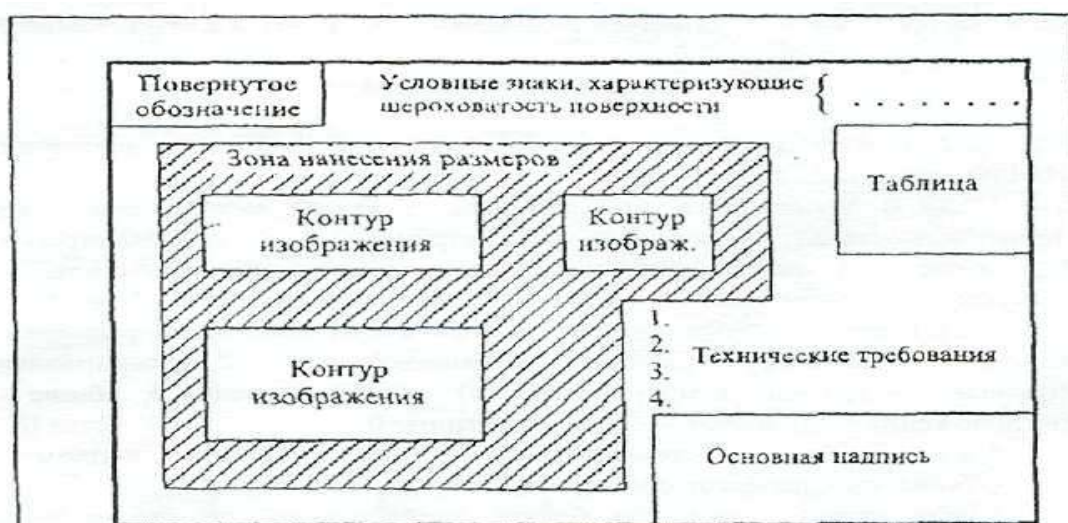 Повернутое
обозначение
Условные знаки, характеризующие
шероховатость поверхности { . . . . . . . . .
Зона нанесения размеров
Контур
изображения
Контур
изображ.
Таблица
Контур
изображения
1.
2.
3.
4.
Технические требования
Основная надпись